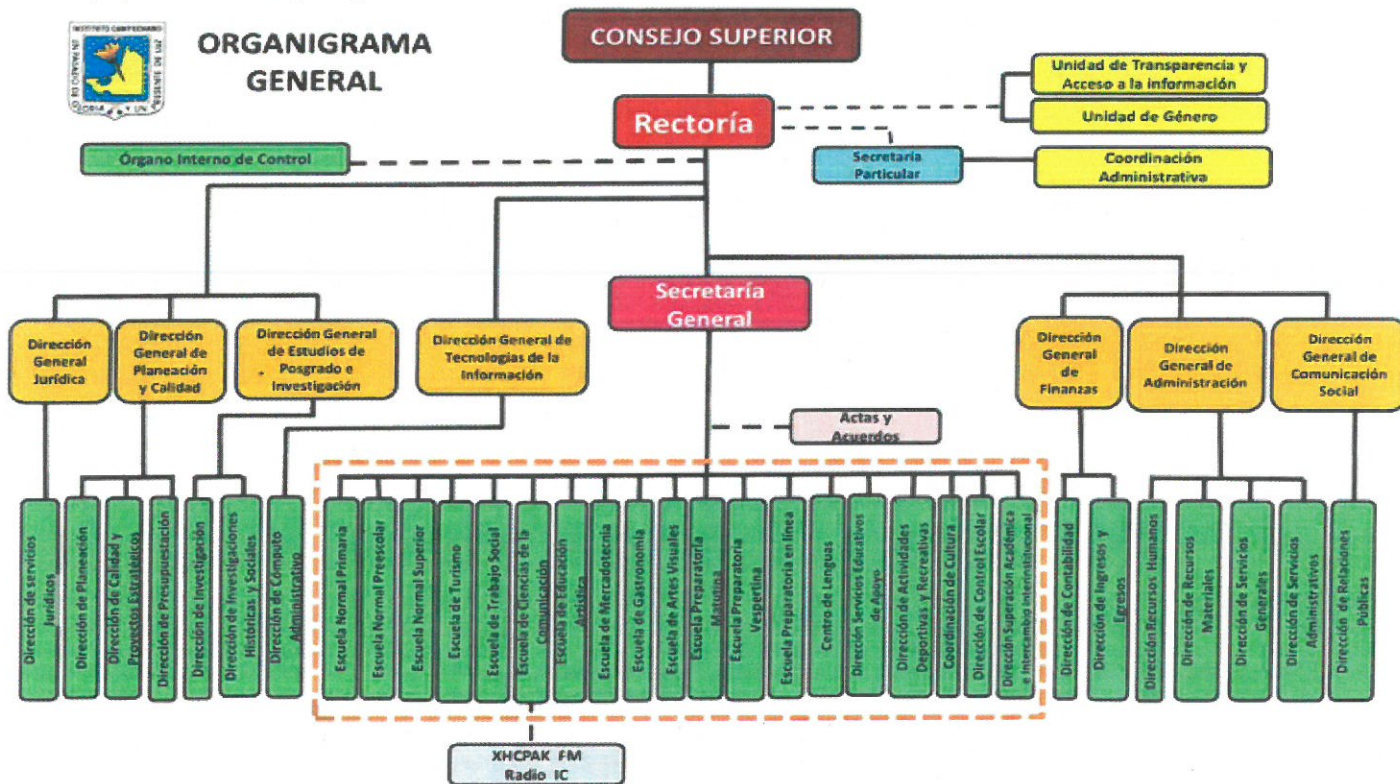 INSTITUTO CAMPECHANO
ORGANIGRAMA
GENERAL
CONSEJO SUPERIOR
Rectoría
Unidad de Transparencia y
Acceso a la información
Unidad de Género
Órgano Interno de Control
Secretaria
Particular
Coordinación
Administrativa
Secretaría
General
Dirección
General
Jurídica
Dirección
General de
Planeación
y Calidad
Dirección General
de Estudios de
Posgrado e
Investigación
Dirección General de
Tecnologías de la
Información
Dirección
General
de
Finanzas
Dirección
General
de Administración
Dirección
General de
Comunicación
Social
Actas y
Acuerdos
Dirección de servicios
Jurídicos
Dirección de Planeación
Dirección de Calidad y
Proyectos Estratégicos
Dirección de Presupuestación
Dirección de Investigación
Dirección de Investigaciones
Históricas y Sociales
Dirección de Cómputo
Administrativo
Escuela Normal Primaria
Escuela Normal Preescolar
Escuela Normal Superior
Escuela de Turismo
Escuela de Trabajo Social
Escuela de Ciencias de la
Comunicación
Escuela de Educación
Artística
Escuela de Mercadotecnia
Escuela de Gastronomía
Escuela de Artes Visuales
Escuela Preparatoria
Matutina
Escuela Preparatoria
Vespertina
Escuela Preparatoria en línea
Centro de Lenguas
Dirección Servicios Educativos
de Apoyo
Dirección de Actividades
Deportivas y Recreativas
Coordinación de Cultura
Dirección de Control Escolar
Dirección Superación Académica
e Intercambio Interinstitucional
Dirección de Contabilidad
Dirección de Ingresos y
Egresos
Dirección Recursos Humanos
Dirección de Recursos
Materiales
Dirección de Servicios
Generales
Dirección de Servicios
Administrativos
Dirección de Relaciones
Públicas
XHCPAK FM
Radio IC